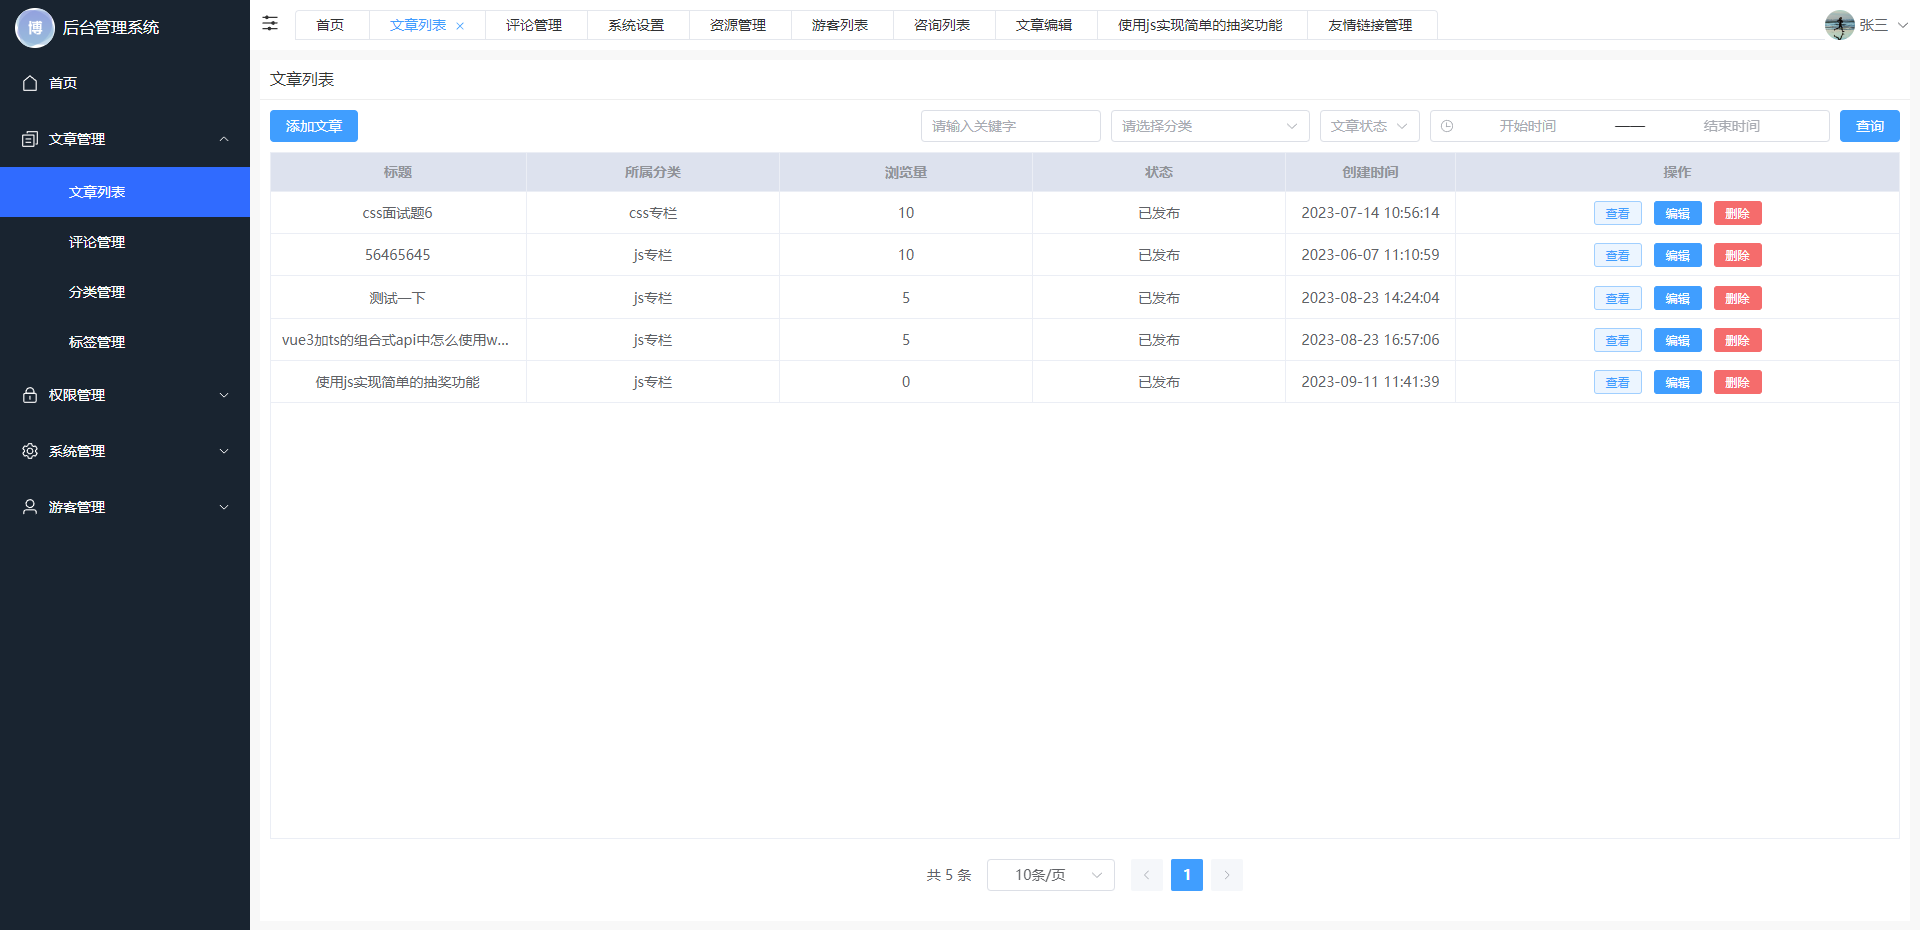 博 后台管理系统
首页
文章管理
文章列表
评论管理
分类管理
标签管理
权限管理
系统管理
游客管理
首页 文章列表 评论管理 系统设置 资源管理 游客列表 咨询列表 文章编辑 使用js实现简单的抽奖功能 友情链接管理 张三
文章列表
添加文章 请输入关键字 请选择分类 文章状态 开始时间 —— 结束时间 查询
标题 所属分类 浏览量 状态 创建时间 操作
css面试题6 css专栏 10 已发布 2023-07-14 10:56:14 查看 编辑 删除
56465645 js专栏 10 已发布 2023-06-07 11:10:59 查看 编辑 删除
测试一下 js专栏 5 已发布 2023-08-23 14:24:04 查看 编辑 删除
vue3加ts的组合式api中怎么使用w... js专栏 5 已发布 2023-08-23 16:57:06 查看 编辑 删除
使用js实现简单的抽奖功能 js专栏 0 已发布 2023-09-11 11:41:39 查看 编辑 删除
共 5 条 10条/页 1